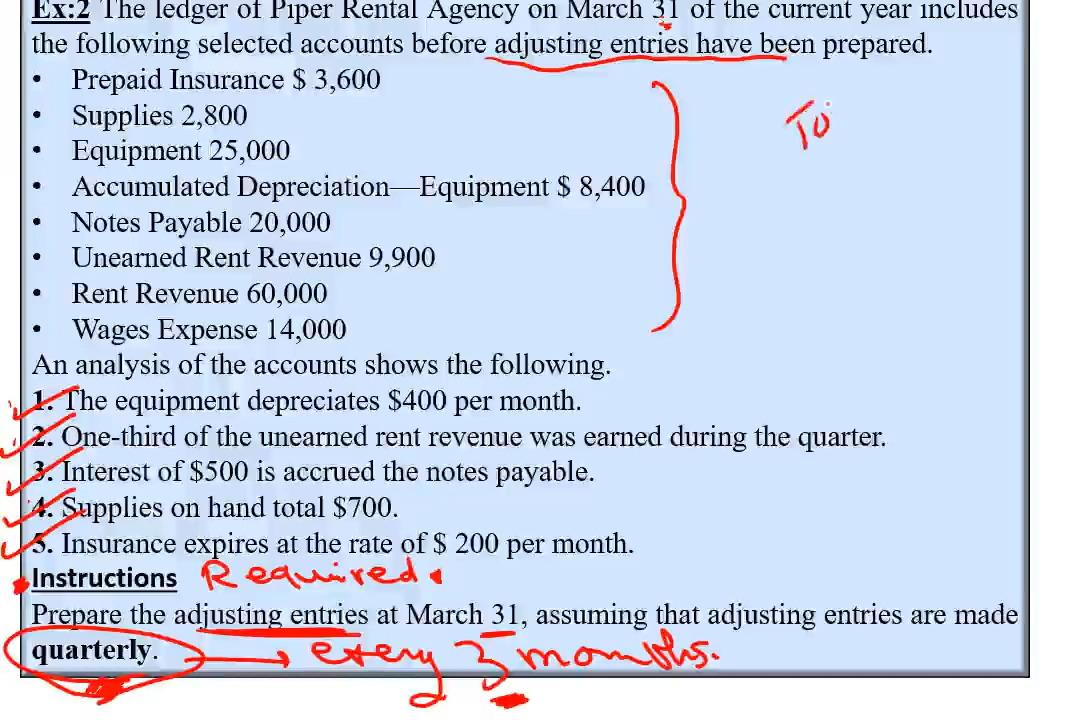 Ex:2 The ledger of Piper Rental Agency on March 31 of the current year includes
the following selected accounts before adjusting entries have been prepared.
• Prepaid Insurance $ 3,600
• Supplies 2,800
• Equipment 25,000
• Accumulated Depreciation—Equipment $ 8,400
• Notes Payable 20,000
• Unearned Rent Revenue 9,900
• Rent Revenue 60,000
• Wages Expense 14,000
To
An analysis of the accounts shows the following.
1. The equipment depreciates $400 per month.
2. One-third of the unearned rent revenue was earned during the quarter.
3. Interest of $500 is accrued the notes payable.
4. Supplies on hand total $700.
5. Insurance expires at the rate of $ 200 per month.
Instructions Required.
Prepare the adjusting entries at March 31, assuming that adjusting entries are made
quarterly. every 3 months.